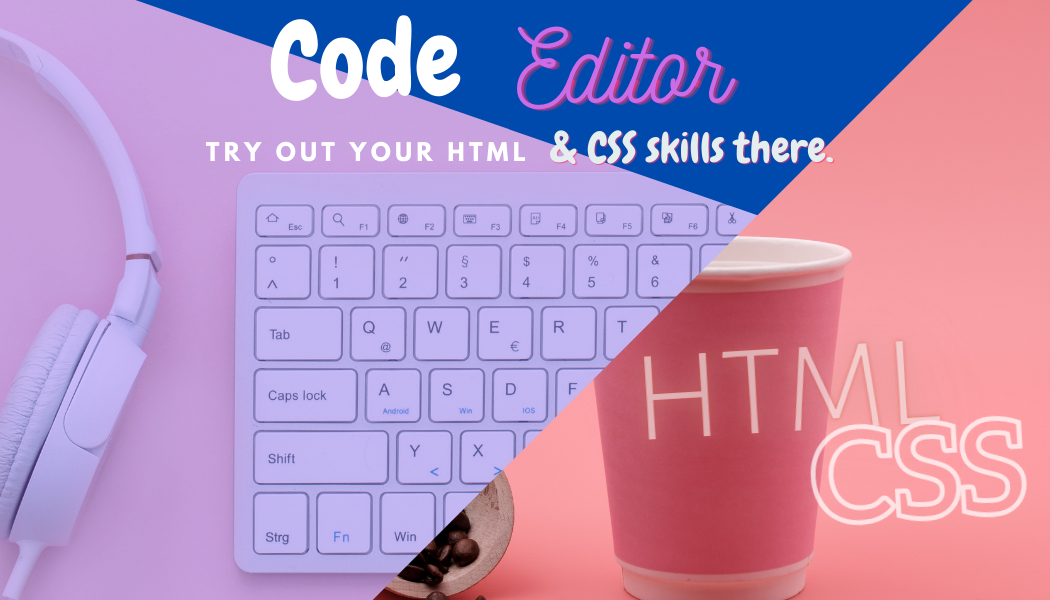 Code Editor
TRY OUT YOUR HTML & CSS skills there.
Esc F1 F2 F3 F4 F5 F6
° ! ′′ § $ % &
^ 1 2 3 4 5 6
Tab Q W E R T
@ €
Caps lock A S D F
Android Win IOS
Shift Y X
< >
Strg Fn Win
HTML
CSS